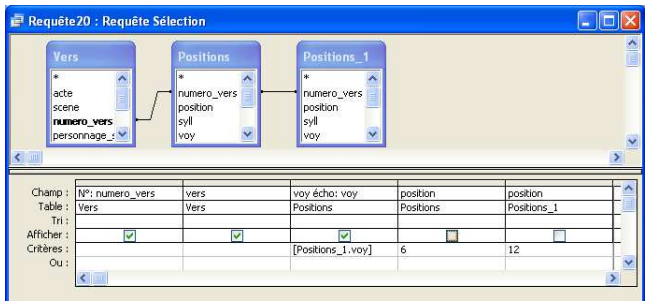 Requête20 : Requête Sélection
Vers Positions Positions_1
* * *
acte numero_vers numero_vers
scene position position
numero_vers syll syll
personnage_s voy voy
Champ : N°: numero_vers vers voy écho: voy position position
Table : Vers Vers Positions Positions Positions_1
Tri :
Afficher :
Critères : [Positions_1.voy] 6 12
Ou :